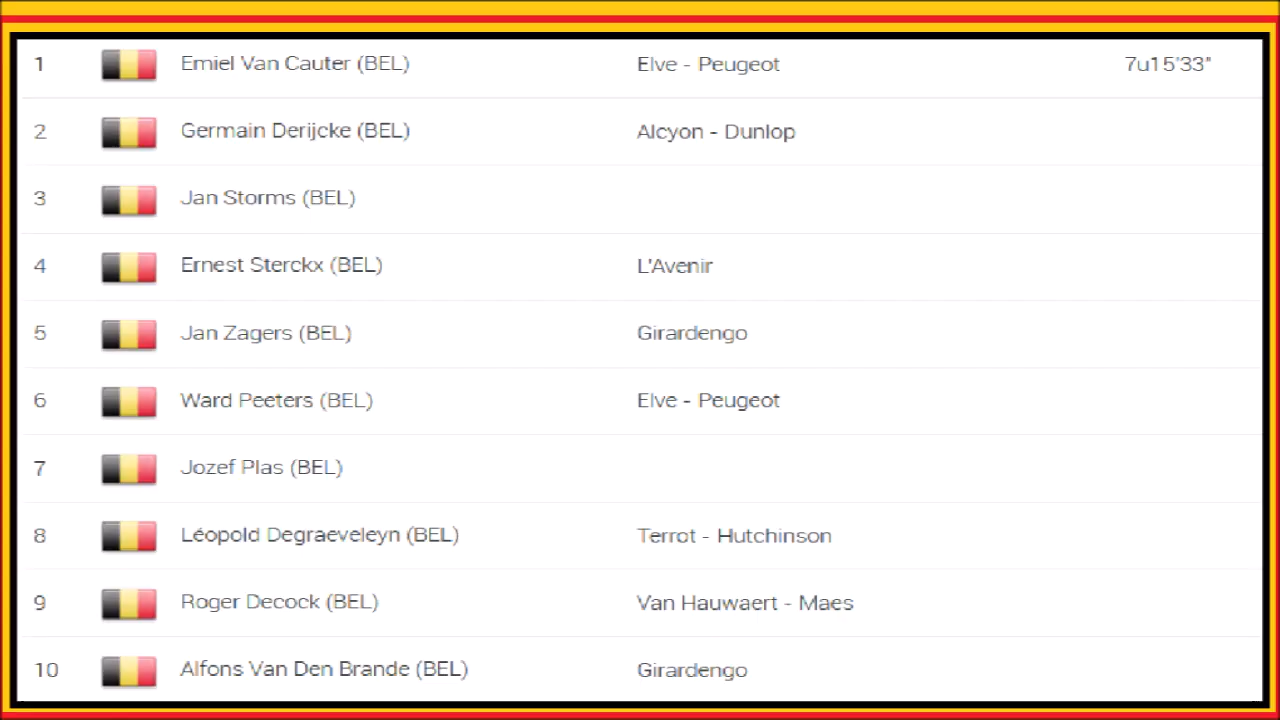 1 Emiel Van Cauter (BEL) Elve - Peugeot 7u15'33"
2 Germain Derijcke (BEL) Alcyon - Dunlop
3 Jan Storms (BEL)
4 Ernest Sterckx (BEL) L'Avenir
5 Jan Zagers (BEL) Girardengo
6 Ward Peeters (BEL) Elve - Peugeot
7 Jozef Plas (BEL)
8 Léopold Degraeveleyn (BEL) Terrot - Hutchinson
9 Roger Decock (BEL) Van Hauwaert - Maes
10 Alfons Van Den Brande (BEL) Girardengo